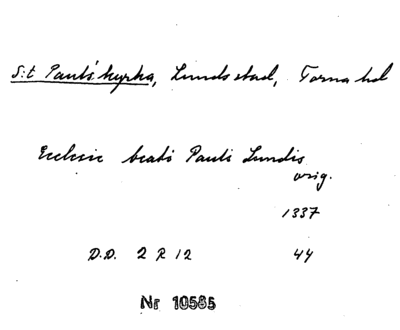 S:t Pauls kyrka, Lunds stad, Torna hd
Ecclesie beati Pauli Lundis
orig.
1337
D.D. 2 R 12 44
Nr 10585